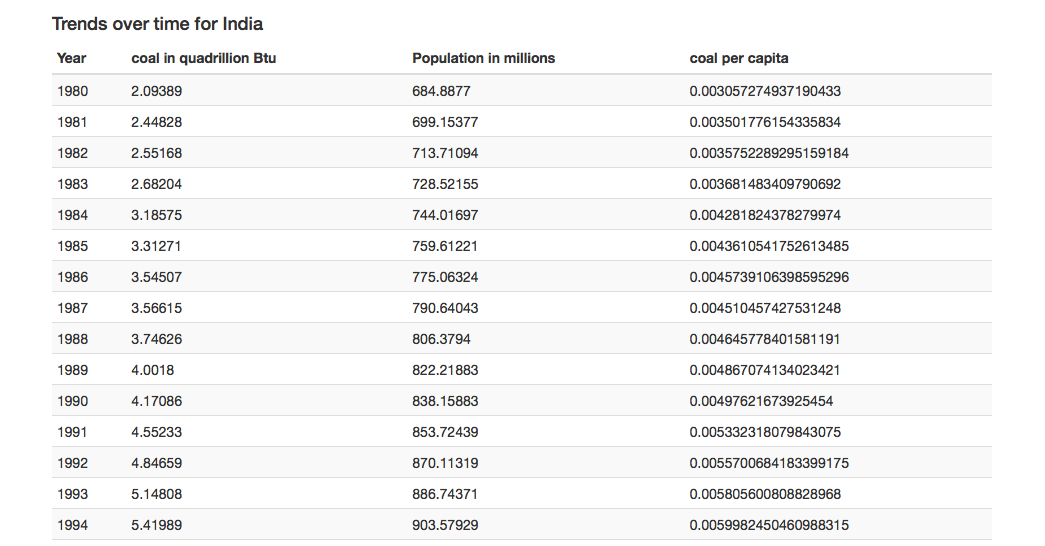 Trends over time for India
Year coal in quadrillion Btu Population in millions coal per capita
1980 2.09389 684.8877 0.003057274937190433
1981 2.44828 699.15377 0.003501776154335834
1982 2.55168 713.71094 0.0035752289295159184
1983 2.68204 728.52155 0.003681483409790692
1984 3.18575 744.01697 0.004281824378279974
1985 3.31271 759.61221 0.0043610541752613485
1986 3.54507 775.06324 0.0045739106398595296
1987 3.56615 790.64043 0.004510457427531248
1988 3.74626 806.3794 0.004645778401581191
1989 4.0018 822.21883 0.004867074134023421
1990 4.17086 838.15883 0.00497621673925454
1991 4.55233 853.72439 0.005332318079843075
1992 4.84659 870.11319 0.0055700684183399175
1993 5.14808 886.74371 0.005805600808828968
1994 5.41989 903.57929 0.0059982450460988315